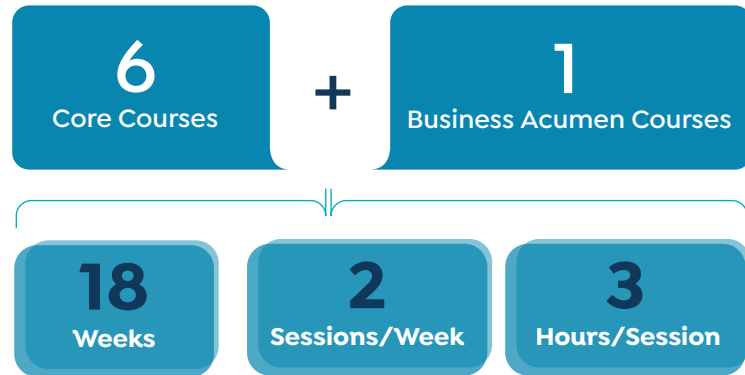 6
Core Courses
+
1
Business Acumen Courses
18
Weeks
2
Sessions/Week
3
Hours/Session